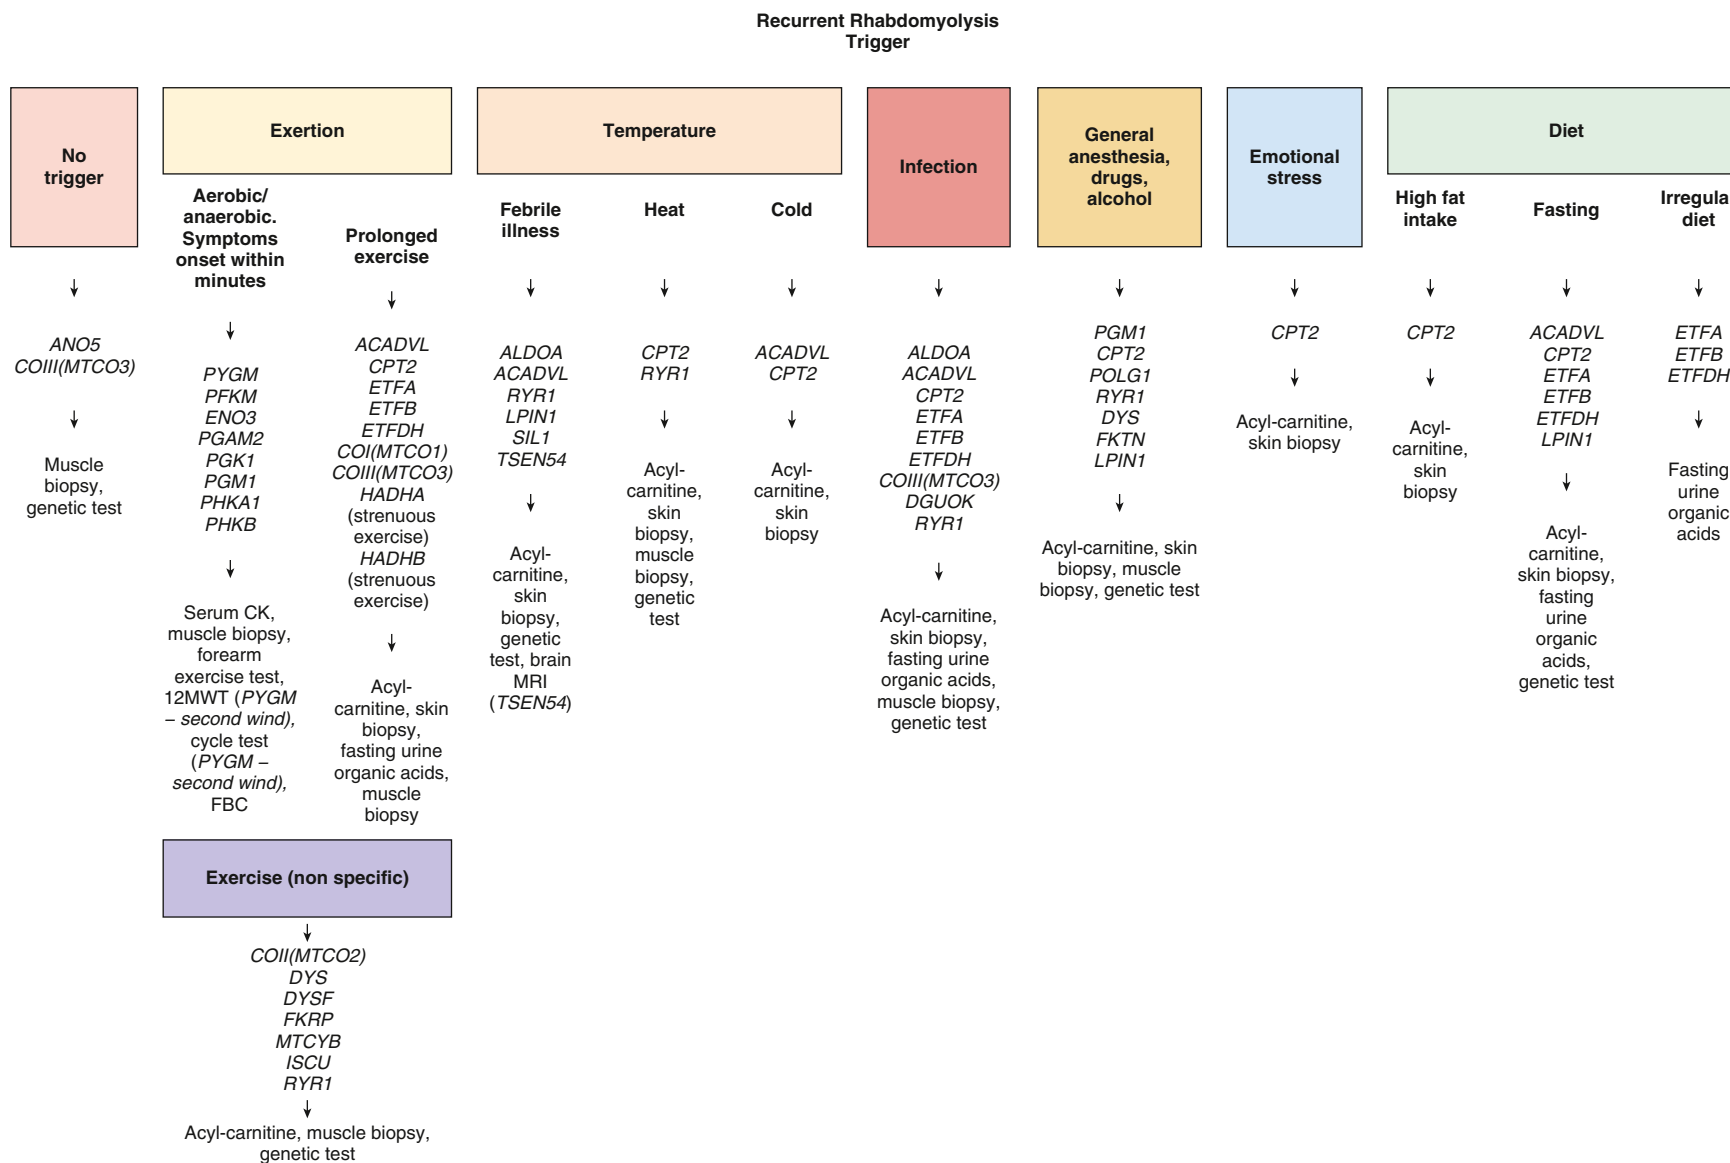 Recurrent Rhabdomyolysis
Trigger
No
trigger
ANO5
COIII(MTCO3)
Muscle
biopsy,
genetic test
Exertion
Aerobic/
anaerobic.
Symptoms
onset within
minutes
PYGM
PFKM
ENO3
PGAM2
PGK1
PGM1
PHKA1
PHKB
Serum CK,
muscle biopsy,
forearm
exercise test,
12MWT (PYGM
– second wind),
cycle test
(PYGM –
second wind),
FBC
Prolonged
exercise
ACADVL
CPT2
ETFA
ETFB
ETFDH
COI(MTCO1)
COIII(MTCO3)
HADHA
(strenuous
exercise)
HADHB
(strenuous
exercise)
Acyl-
carnitine, skin
biopsy,
fasting urine
organic acids,
muscle
biopsy
Exercise (non specific)
COII(MTCO2)
DYS
DYSF
FKRP
MTCYB
ISCU
RYR1
Acyl-carnitine, muscle biopsy,
genetic test
Temperature
Febrile
illness
ALDOA
ACADVL
RYR1
LPIN1
SIL1
TSEN54
Acyl-
carnitine,
skin
biopsy,
genetic
test, brain
MRI
(TSEN54)
Heat
CPT2
RYR1
Acyl-
carnitine,
skin
biopsy,
muscle
biopsy,
genetic
test
Cold
ACADVL
CPT2
Acyl-
carnitine,
skin
biopsy
Infection
ALDOA
ACADVL
CPT2
ETFA
ETFB
ETFDH
COIII(MTCO3)
DGUOK
RYR1
Acyl-carnitine,
skin biopsy,
fasting urine
organic acids,
muscle biopsy,
genetic test
General
anesthesia,
drugs,
alcohol
PGM1
CPT2
POLG1
RYR1
DYS
FKTN
LPIN1
Acyl-carnitine, skin
biopsy, muscle
biopsy, genetic test
Emotional
stress
CPT2
Acyl-carnitine,
skin biopsy
Diet
High fat
intake
CPT2
Acyl-
carnitine,
skin
biopsy
Fasting
ACADVL
CPT2
ETFA
ETFB
ETFDH
LPIN1
Acyl-
carnitine,
skin biopsy,
fasting
urine
organic
acids,
genetic test
Irregula
diet
ETFA
ETFB
ETFDH
Fasting
urine
organic
acids